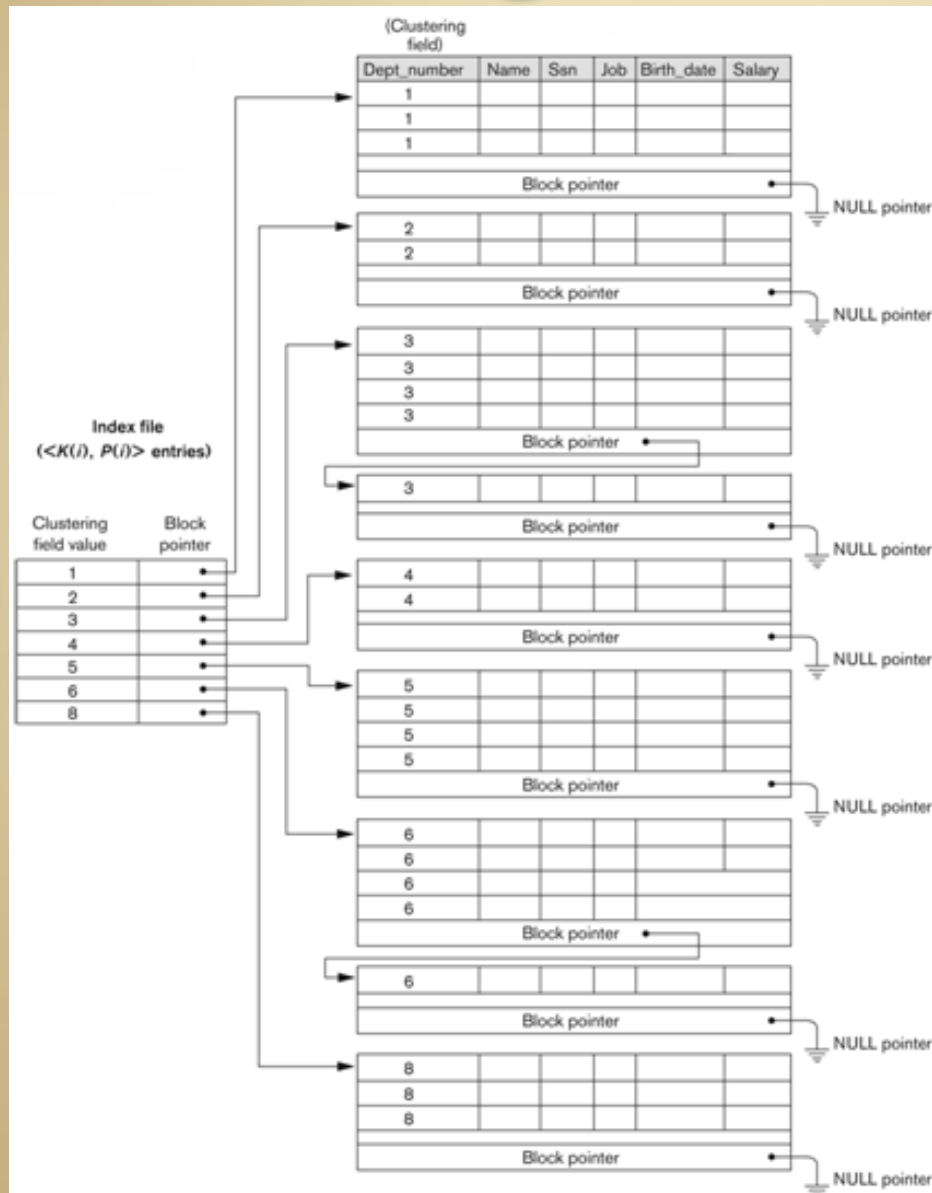 (Clustering
field)
Dept_number Name Ssn Job Birth_date Salary
1
1
1
Block pointer
NULL pointer
2
2
Block pointer
NULL pointer
3
3
3
3
Block pointer
3
Block pointer
NULL pointer
4
4
Block pointer
NULL pointer
5
5
5
5
Block pointer
NULL pointer
6
6
6
6
Block pointer
6
Block pointer
NULL pointer
8
8
8
Block pointer
NULL pointer
Index file
(<K(i), P(i)> entries)
Clustering
field value
Block
pointer
1
2
3
4
5
6
8